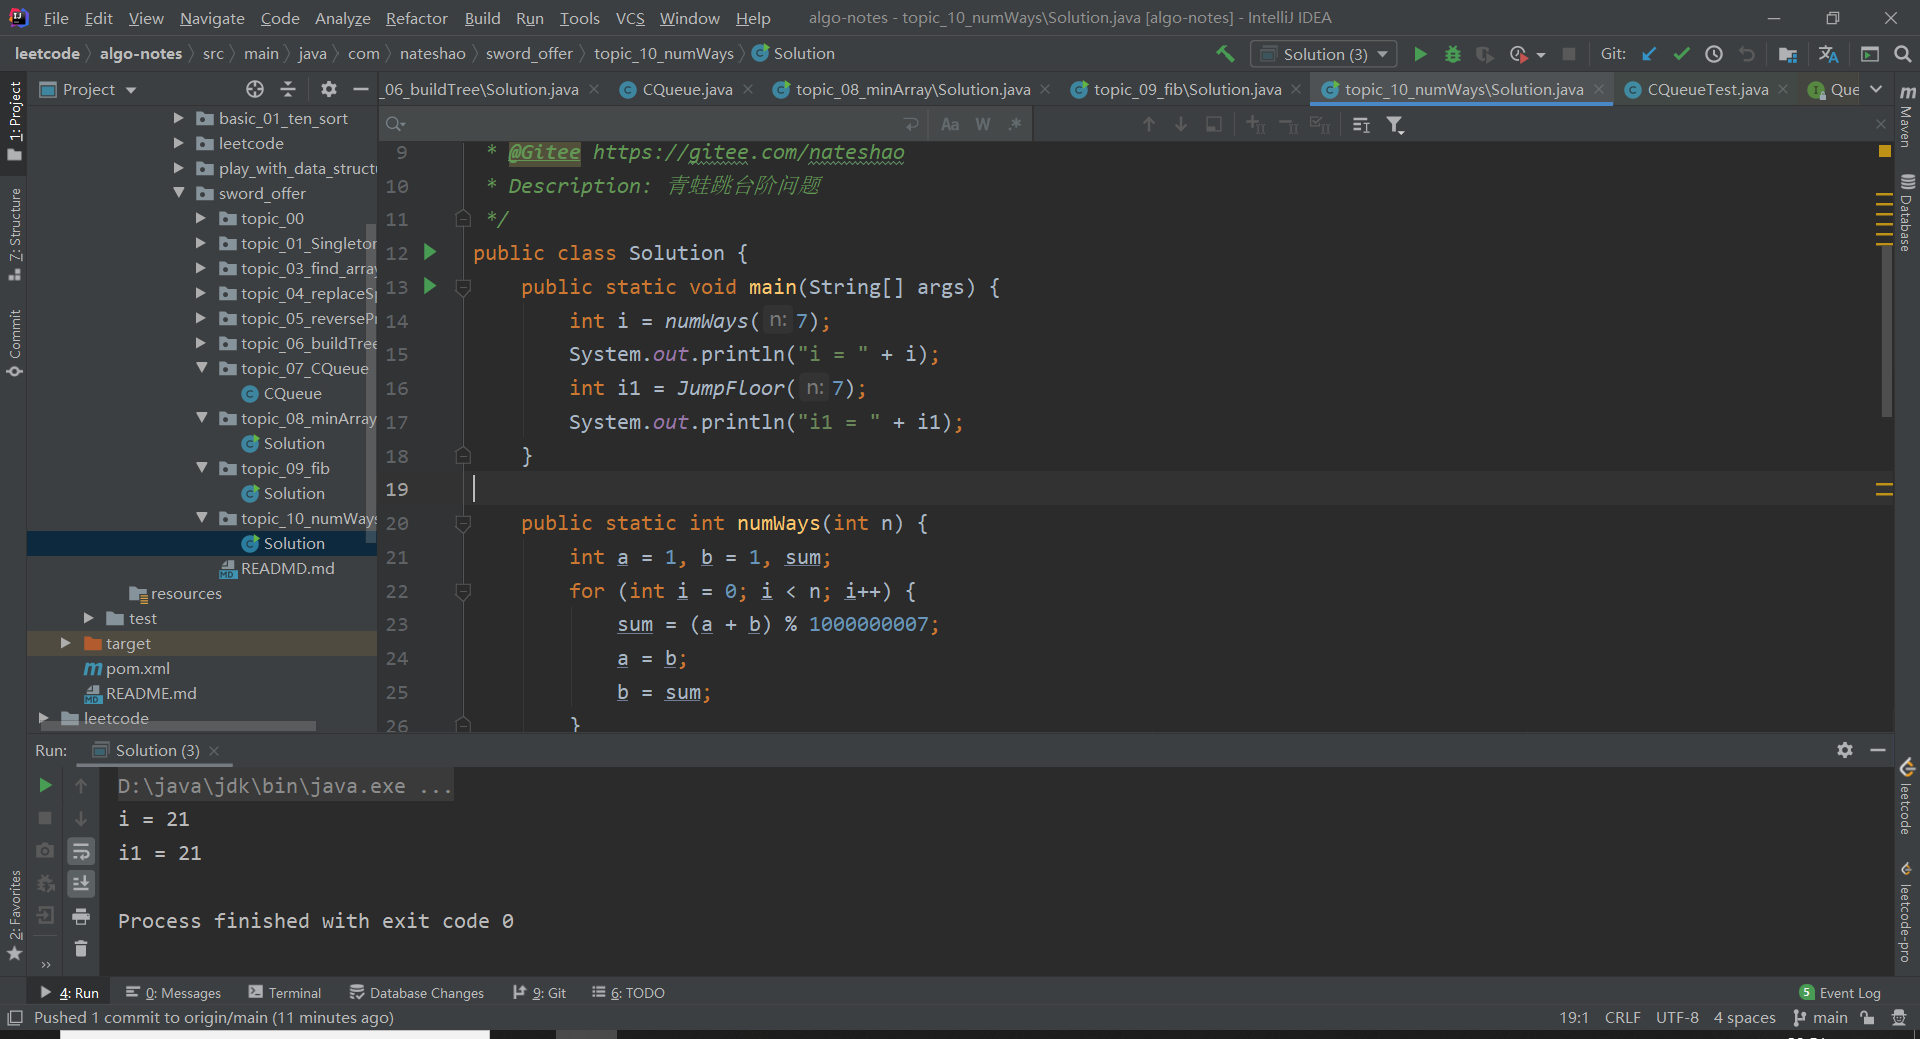 File Edit View Navigate Code Analyze Refactor Build Run Tools VCS Window Help algo-notes - topic_10_numWays\Solution.java [algo-notes] - IntelliJ IDEA
leetcode algo-notes src main java com nateshao sword_offer topic_10_numWays Solution Solution (3) Git:
1: Project
7: Structure
Commit
2: Favorites
Project
basic_01_ten_sort
leetcode
play_with_data_struct
sword_offer
topic_00
topic_01_Singleton
topic_03_find_array
topic_04_replaceS
topic_05_reverseP
topic_06_buildTree
topic_07_CQueue
CQueue
topic_08_minArray
Solution
topic_09_fib
Solution
topic_10_numWays
Solution
READMD.md
resources
test
target
pom.xml
README.md
leetcode
_06_buildTree\Solution.java CQueue.java topic_08_minArray\Solution.java topic_09_fib\Solution.java topic_10_numWays\Solution.java CQueueTest.java Que
Aa W .*
9 * @Gitee https://gitee.com/nateshao
10 * Description: 青蛙跳台阶问题
11 */
12 public class Solution {
13 public static void main(String[] args) {
14 int i = numWays( n: 7);
15 System.out.println("i = " + i);
16 int i1 = JumpFloor( n: 7);
17 System.out.println("i1 = " + i1);
18 }
19
20 public static int numWays(int n) {
21 int a = 1, b = 1, sum;
22 for (int i = 0; i < n; i++) {
23 sum = (a + b) % 1000000007;
24 a = b;
25 b = sum;
26 }
Maven
Database
leetcode
leetcode-pro
Run: Solution (3)
D:\java\jdk\bin\java.exe ...
i = 21
i1 = 21
Process finished with exit code 0
4: Run 0: Messages Terminal Database Changes 9: Git 6: TODO 5 Event Log
Pushed 1 commit to origin/main (11 minutes ago) 19:1 CRLF UTF-8 4 spaces main